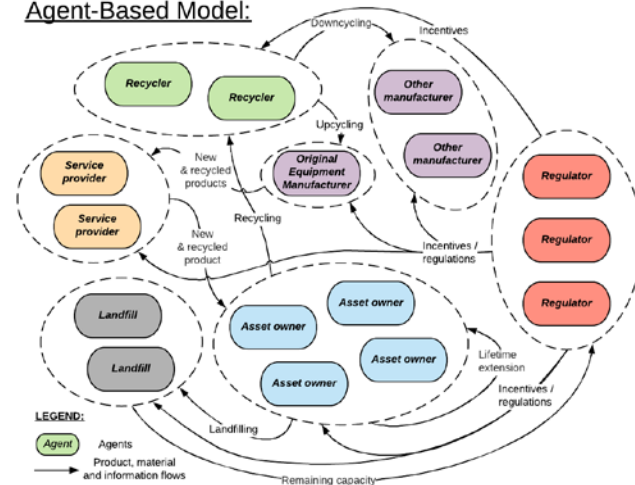 Agent-Based Model:
Downcycling
Incentives
Recycler
Recycler
Other
manufacturer
Other
manufacturer
Upcycling
Service
provider
Service
provider
New
& recycled
products
Original
Equipment
Manufacturer
Regulator
Regulator
Regulator
Recycling
New
& recycled
product
Incentives /
regulations
Landfill
Landfill
Asset owner
Asset owner
Asset owner
Asset owner
Lifetime
extension
Incentives /
regulations
Landfilling
LEGEND:
Agent
Agents
Product, material
and information flows
Remaining capacity